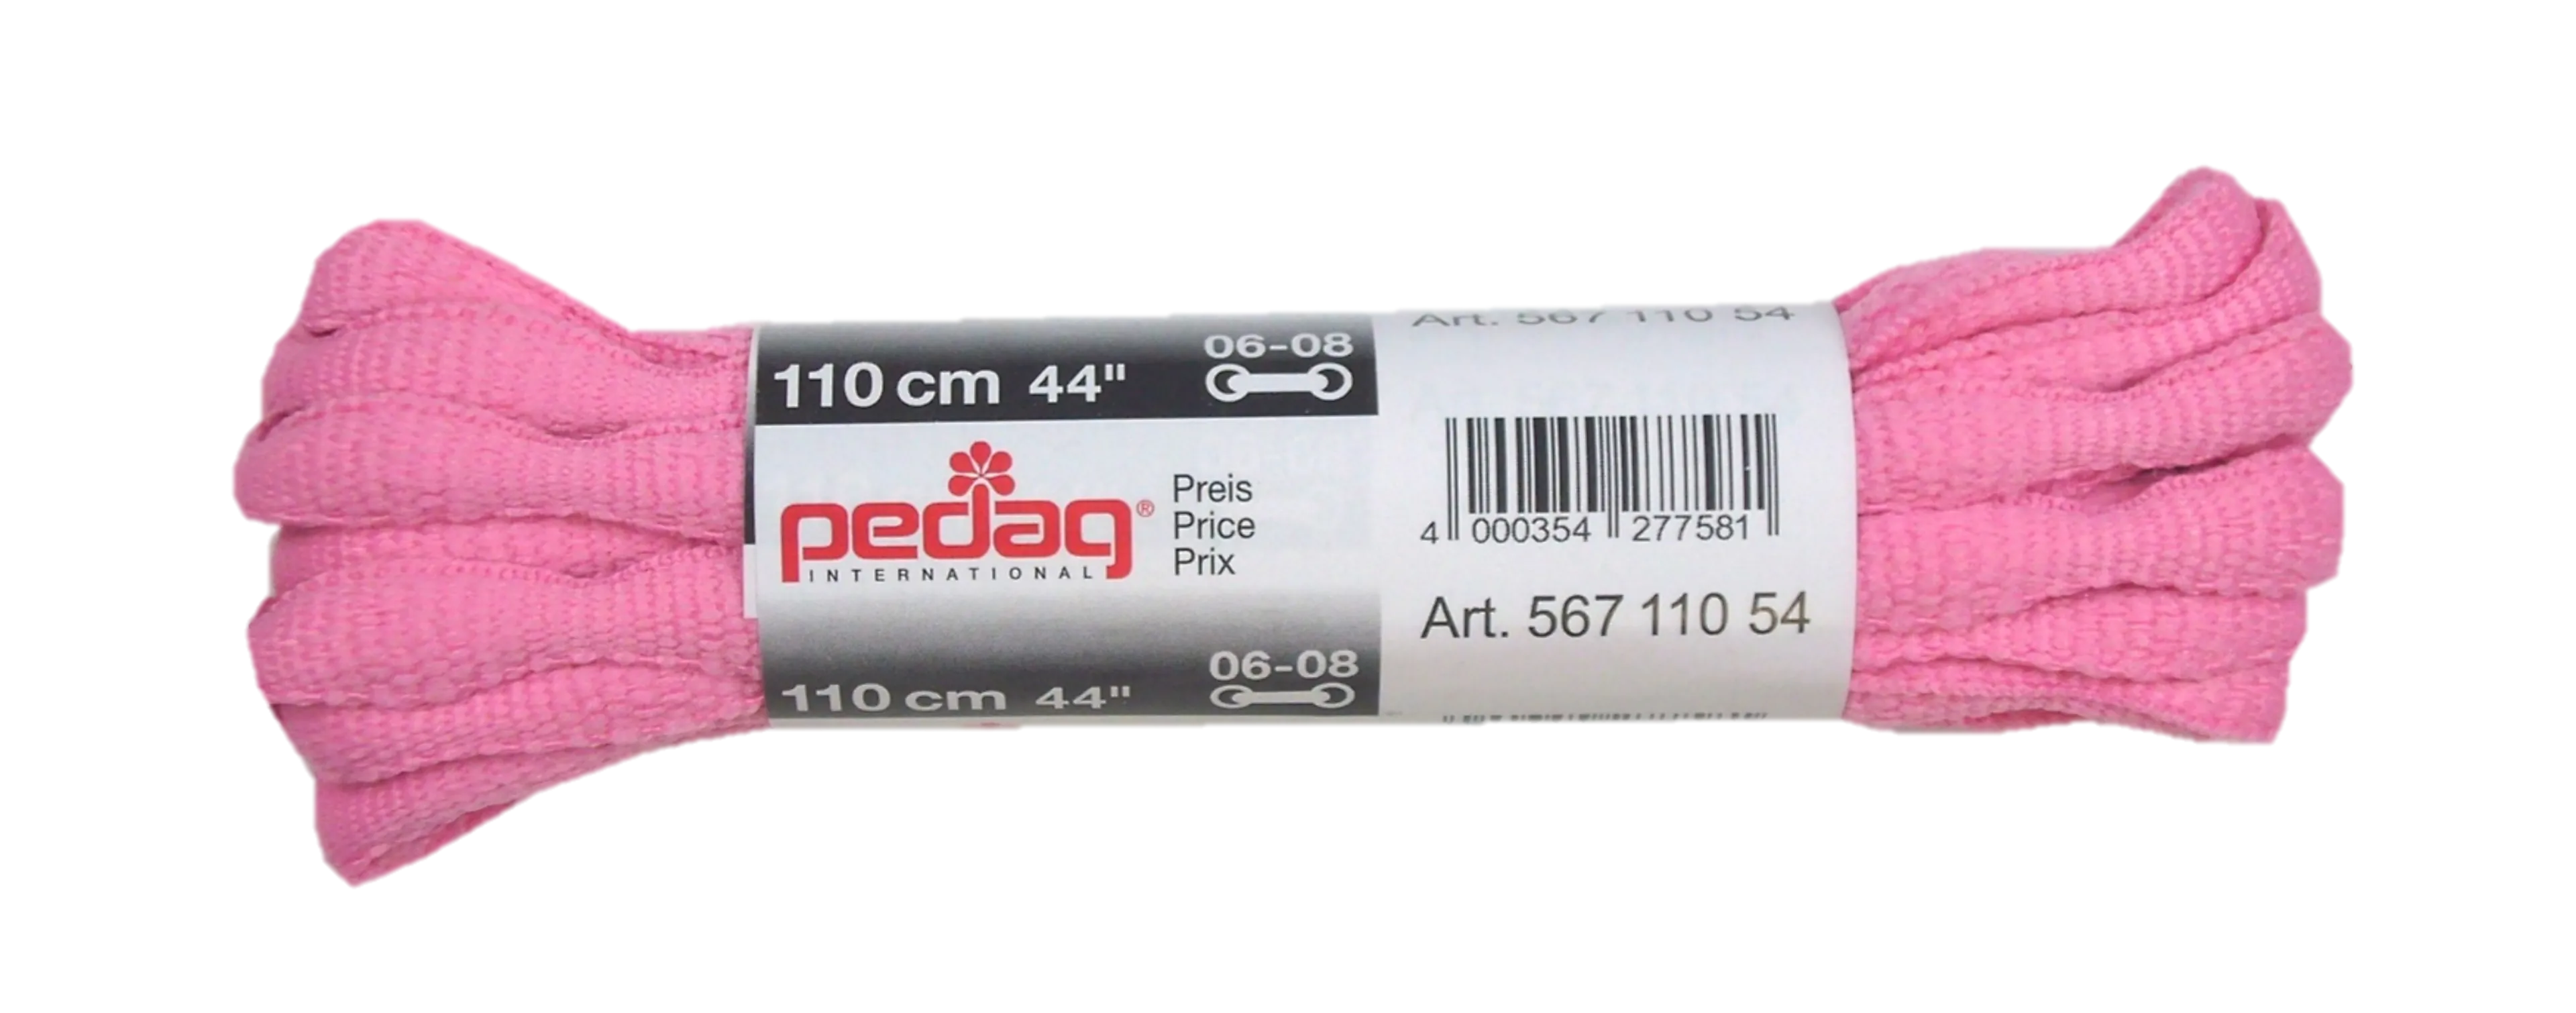 110 cm 44" 06-08
pedag®
INTERNATIONAL
Preis
Price
Prix
110 cm 44" 06-08
Art. 567 110 54
4 000354 277581
Art. 567 110 54